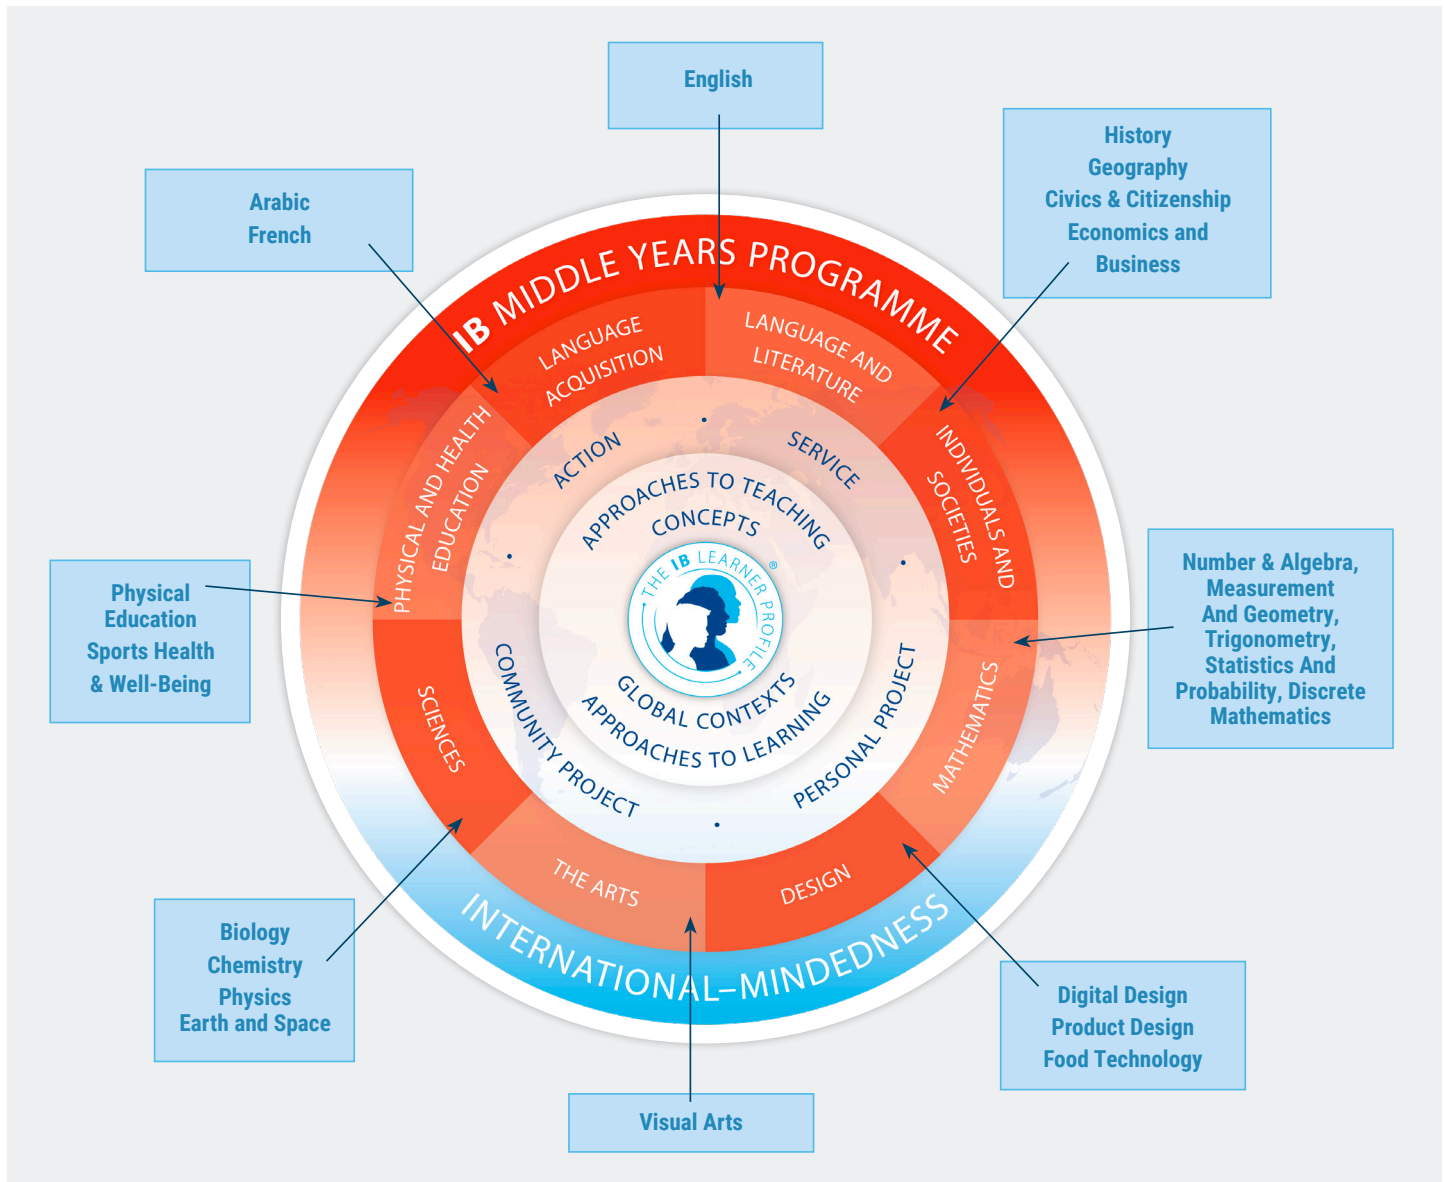 English
History
Geography
Civics & Citizenship
Economics and
Business
Arabic
French
IB MIDDLE YEARS PROGRAMME
LANGUAGE
ACQUISITION
LANGUAGE AND
LITERATURE
INDIVIDUALS AND
SOCIETIES
PHYSICAL AND HEALTH
EDUCATION
ACTION
SERVICE
APPROACHES TO TEACHING
CONCEPTS
THE IB LEARNER PROFILE
®
GLOBAL CONTEXTS
APPROACHES TO LEARNING
COMMUNITY PROJECT
PERSONAL PROJECT
SCIENCES
MATHEMATICS
THE ARTS
DESIGN
INTERNATIONAL–MINDEDNESS
Physical
Education
Sports Health
& Well-Being
Number & Algebra,
Measurement
And Geometry,
Trigonometry,
Statistics And
Probability, Discrete
Mathematics
Biology
Chemistry
Physics
Earth and Space
Digital Design
Product Design
Food Technology
Visual Arts